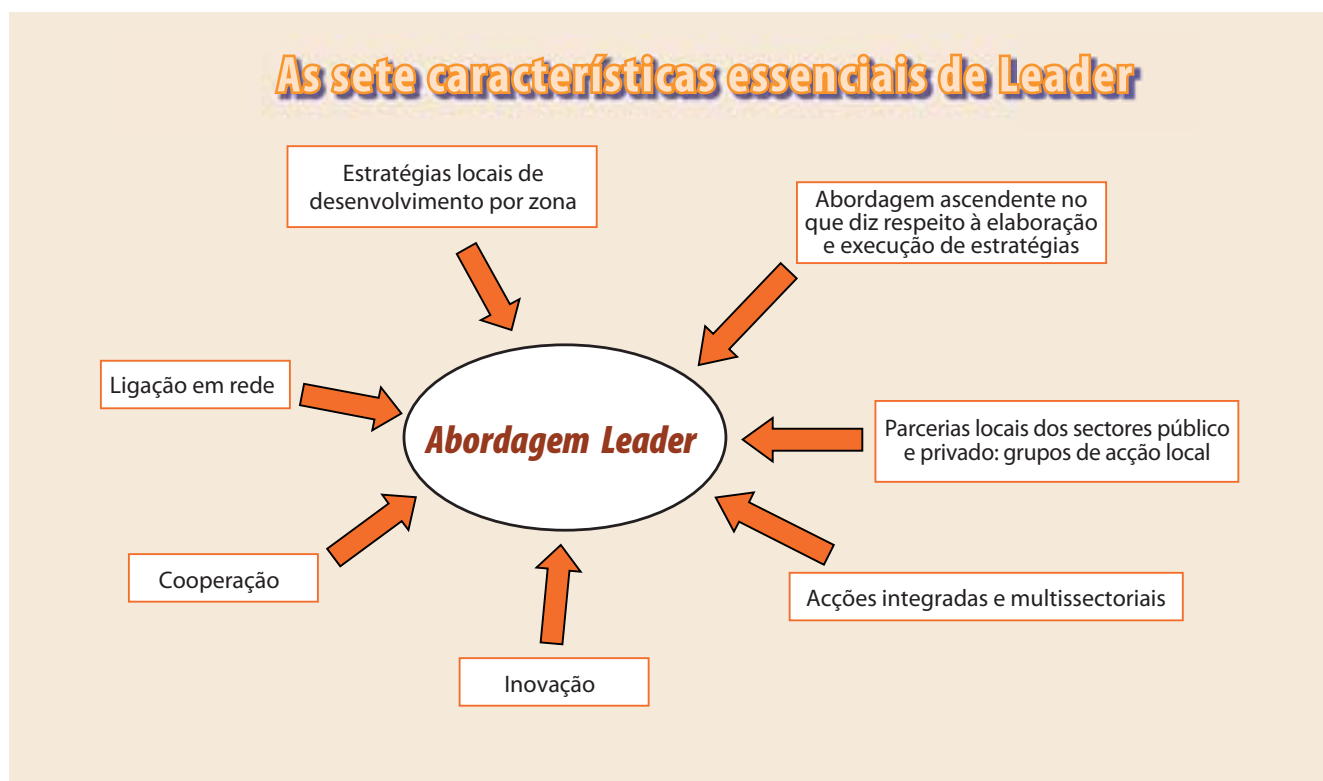 As sete características essenciais de Leader
Estratégias locais de
desenvolvimento por zona
Abordagem ascendente no
que diz respeito à elaboração
e execução de estratégias
Ligação em rede
Abordagem Leader
Parcerias locais dos sectores público
e privado: grupos de acção local
Cooperação
Acções integradas e multissectoriais
Inovação